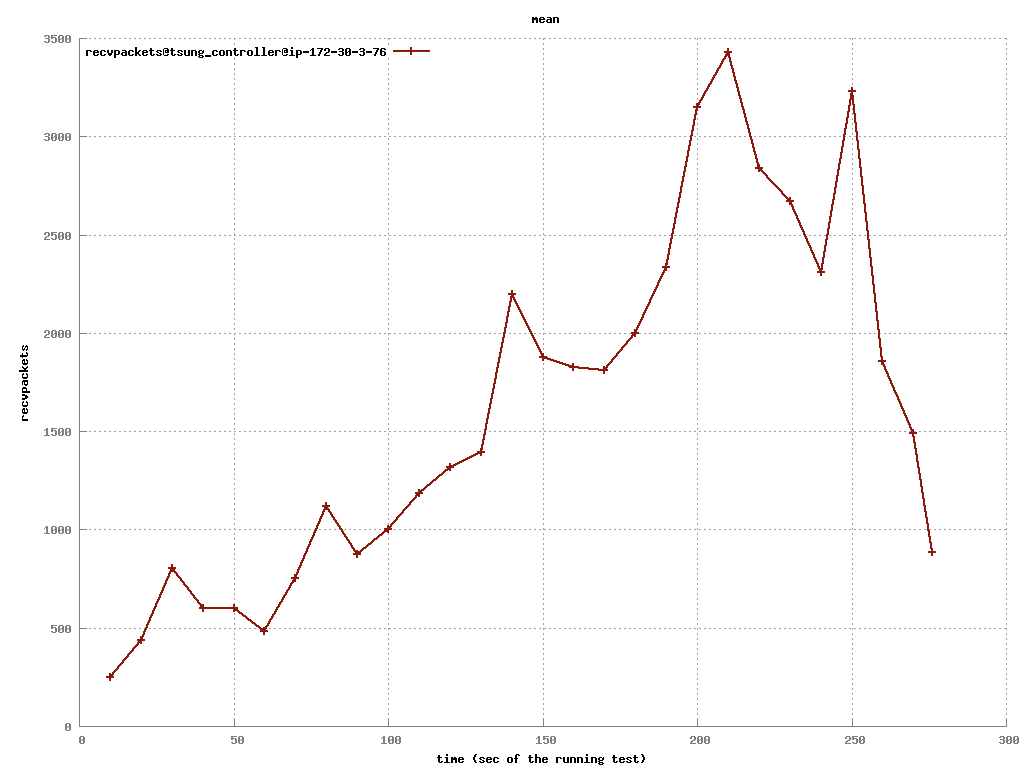 mean
recvpackets@tsung_controller@ip-172-30-3-76
3500
3000
2500
2000
1500
1000
500
0
recvpackets
0 50 100 150 200 250 300
time (sec of the running test)